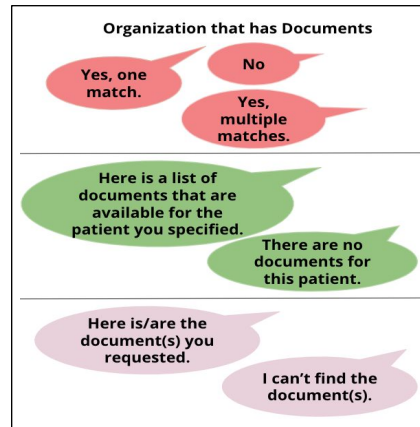 Organization that has Documents
Yes, one
match.
No
Yes,
multiple
matches.
Here is a list of
documents that are
available for the
patient you specified.
There are no
documents for
this patient.
Here is/are the
document(s) you
requested.
I can’t find the
document(s).